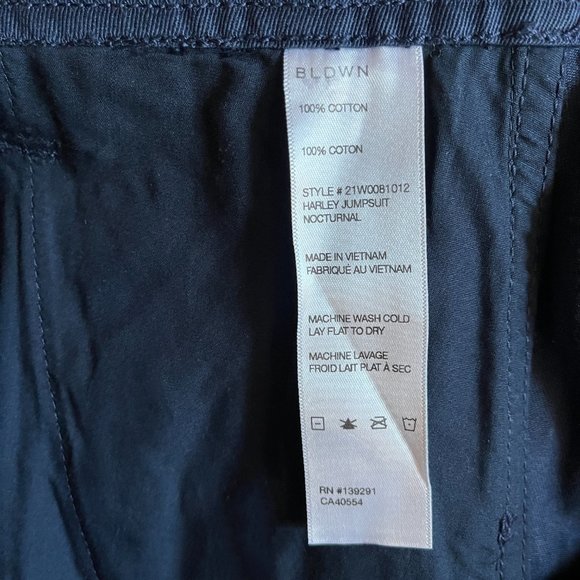 BLDWN
100% COTTON
100% COTON
STYLE # 21W0081012
HARLEY JUMPSUIT
NOCTURNAL
MADE IN VIETNAM
FABRIQUÉ AU VIETNAM
MACHINE WASH COLD
LAY FLAT TO DRY
MACHINE LAVAGE
FROID LAIT PLAT À SEC
RN #139291
CA40554